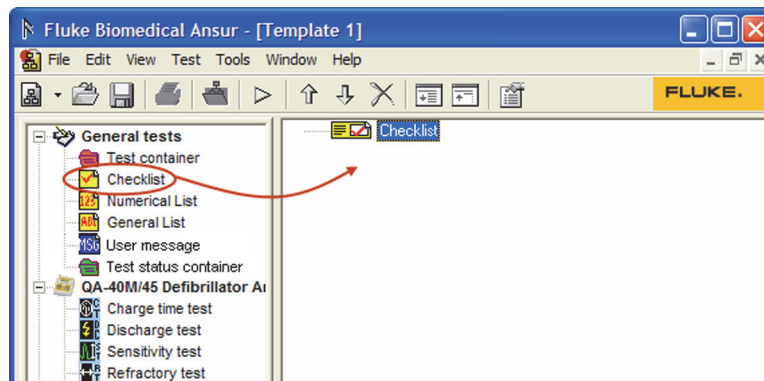 Fluke Biomedical Ansur - [Template 1]
File Edit View Test Tools Window Help
FLUKE.
General tests
Checklist
Test container
Checklist
Numerical List
General List
MSG User message
Test status container
QA-40M/45 Defibrillator A
Charge time test
Discharge test
Sensitivity test
Refractory test